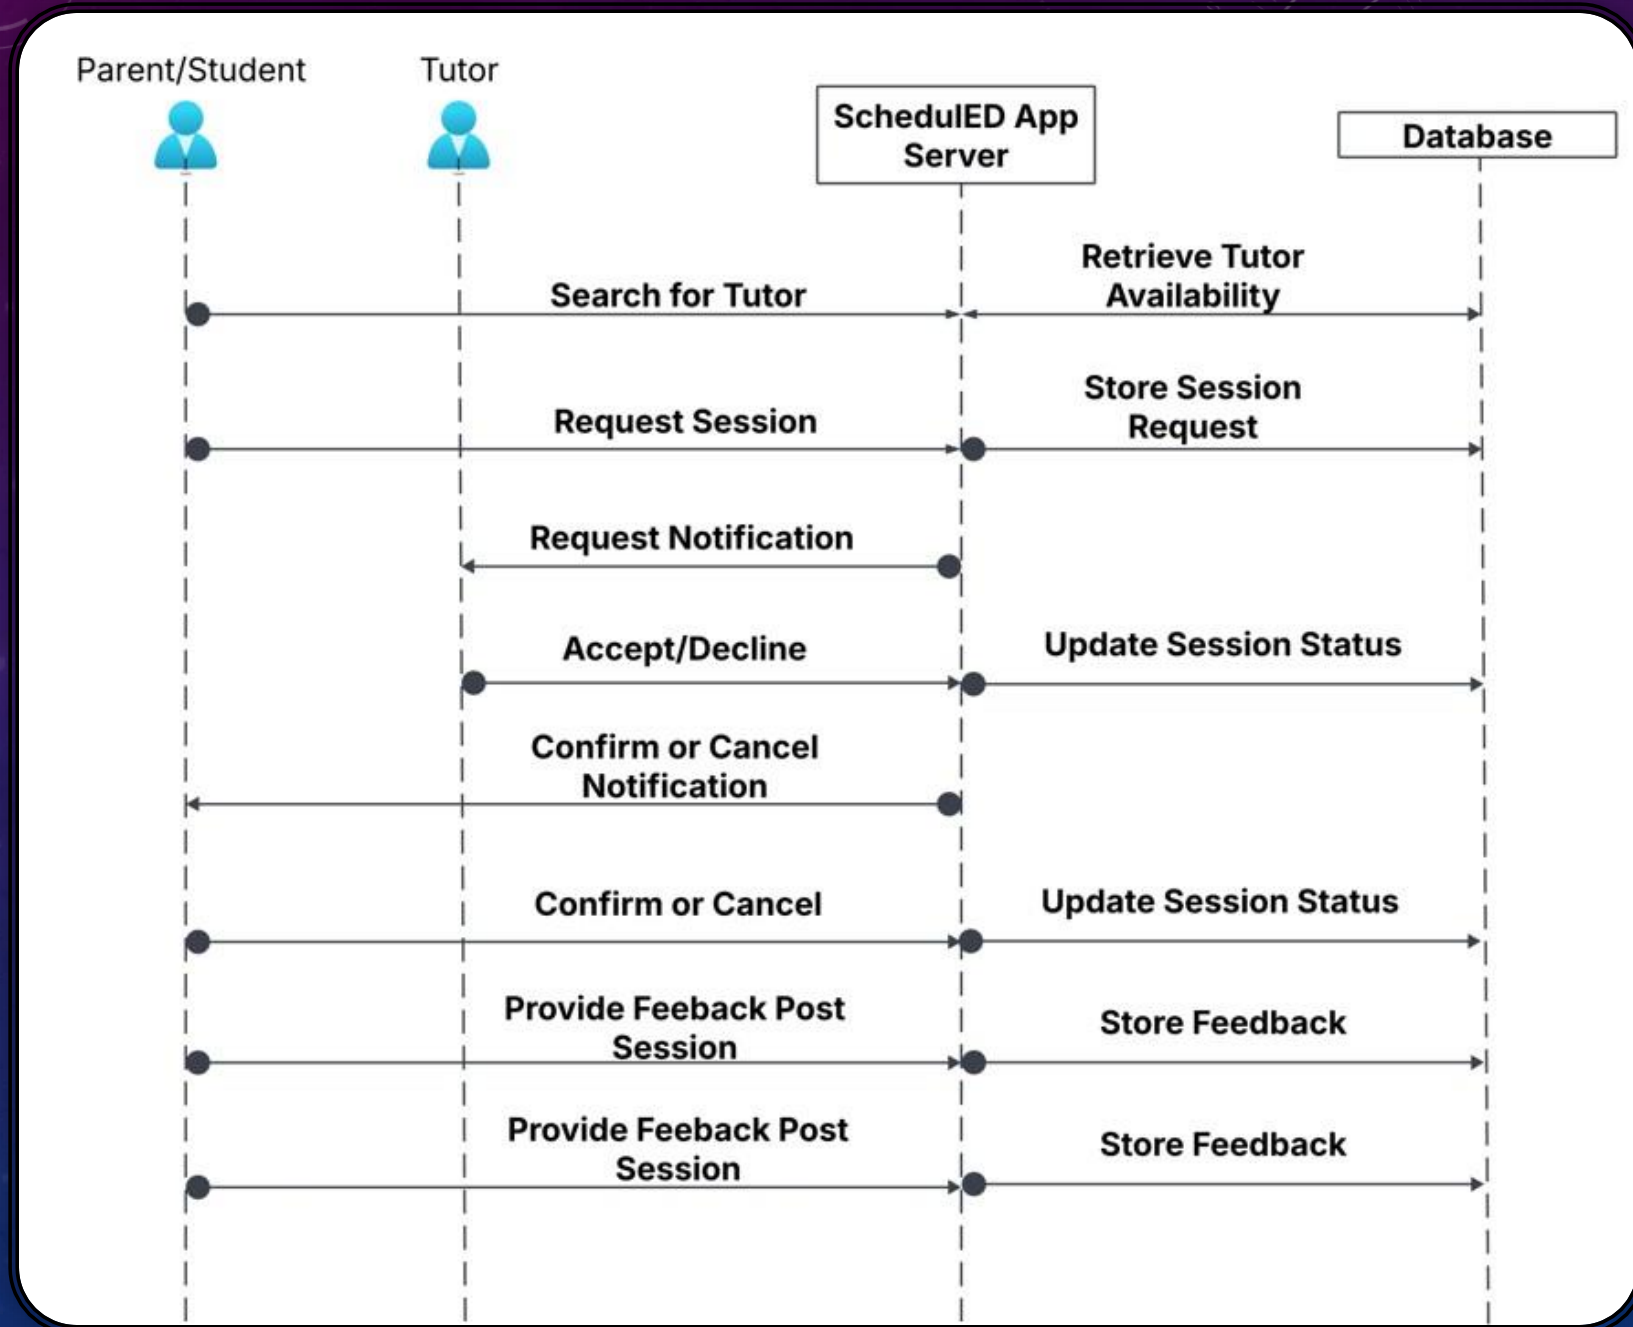 Parent/Student
Tutor
SchedulED App
Server
Database
Search for Tutor
Retrieve Tutor
Availability
Request Session
Store Session
Request
Request Notification
Accept/Decline
Update Session Status
Confirm or Cancel
Notification
Confirm or Cancel
Update Session Status
Provide Feeback Post
Session
Store Feedback
Provide Feeback Post
Session
Store Feedback